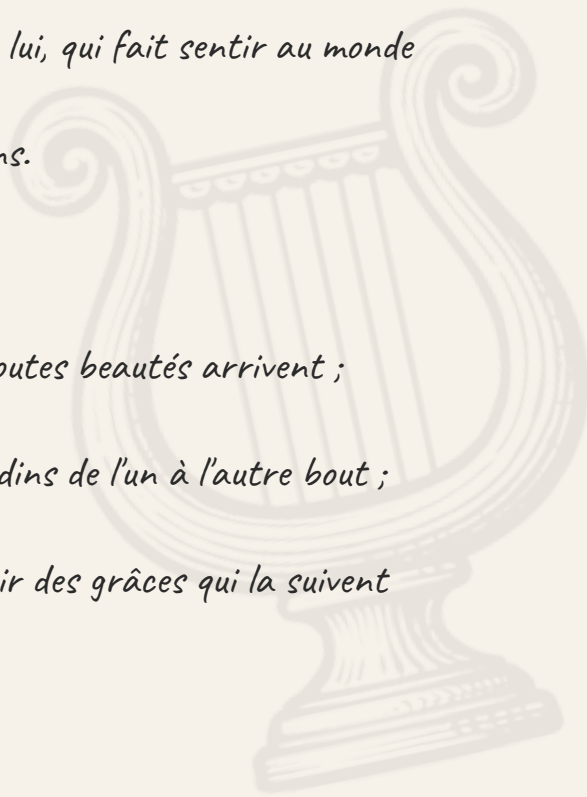 lui, qui fait sentir au monde
ns.
outes beautés arrivent ;
dins de l'un à l'autre bout ;
ir des grâces qui la suivent